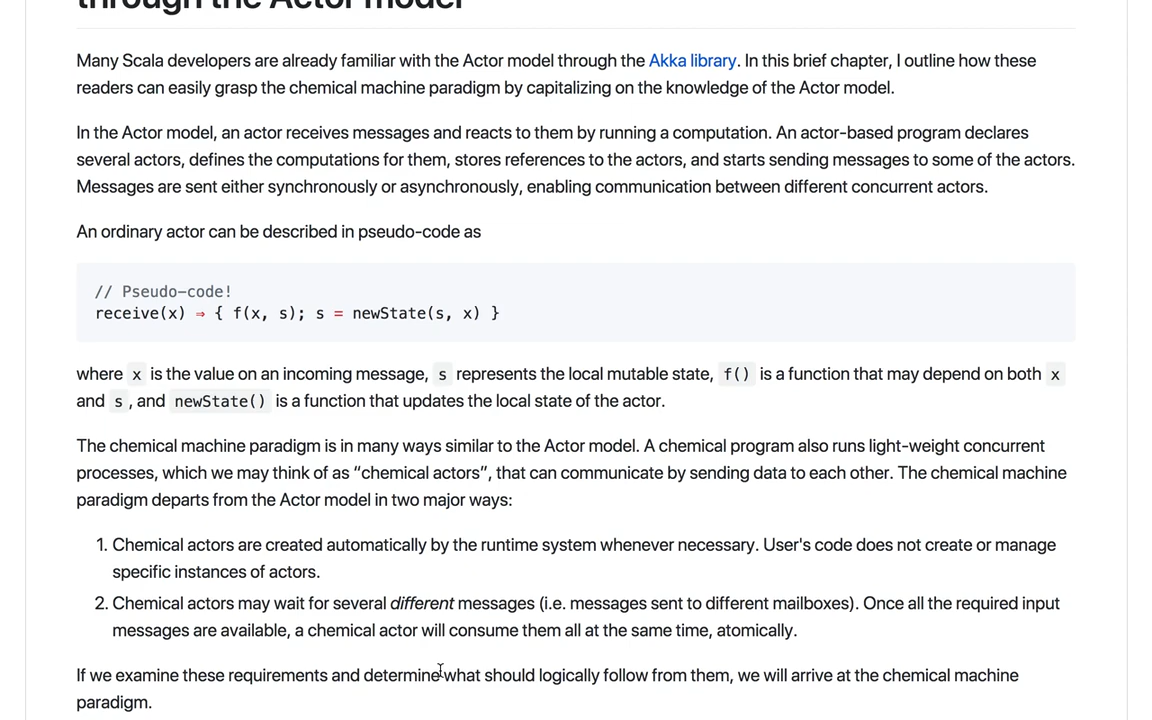 through the Actor model
Many Scala developers are already familiar with the Actor model through the Akka library. In this brief chapter, I outline how these
readers can easily grasp the chemical machine paradigm by capitalizing on the knowledge of the Actor model.
In the Actor model, an actor receives messages and reacts to them by running a computation. An actor-based program declares
several actors, defines the computations for them, stores references to the actors, and starts sending messages to some of the actors.
Messages are sent either synchronously or asynchronously, enabling communication between different concurrent actors.
An ordinary actor can be described in pseudo-code as
// Pseudo-code!
receive(x) ⇒ { f(x, s); s = newState(s, x) }
where x is the value on an incoming message, s represents the local mutable state, f() is a function that may depend on both x
and s , and newState() is a function that updates the local state of the actor.
The chemical machine paradigm is in many ways similar to the Actor model. A chemical program also runs light-weight concurrent
processes, which we may think of as “chemical actors”, that can communicate by sending data to each other. The chemical machine
paradigm departs from the Actor model in two major ways:
1. Chemical actors are created automatically by the runtime system whenever necessary. User's code does not create or manage
specific instances of actors.
2. Chemical actors may wait for several different messages (i.e. messages sent to different mailboxes). Once all the required input
messages are available, a chemical actor will consume them all at the same time, atomically.
If we examine these requirements and determine what should logically follow from them, we will arrive at the chemical machine
paradigm.